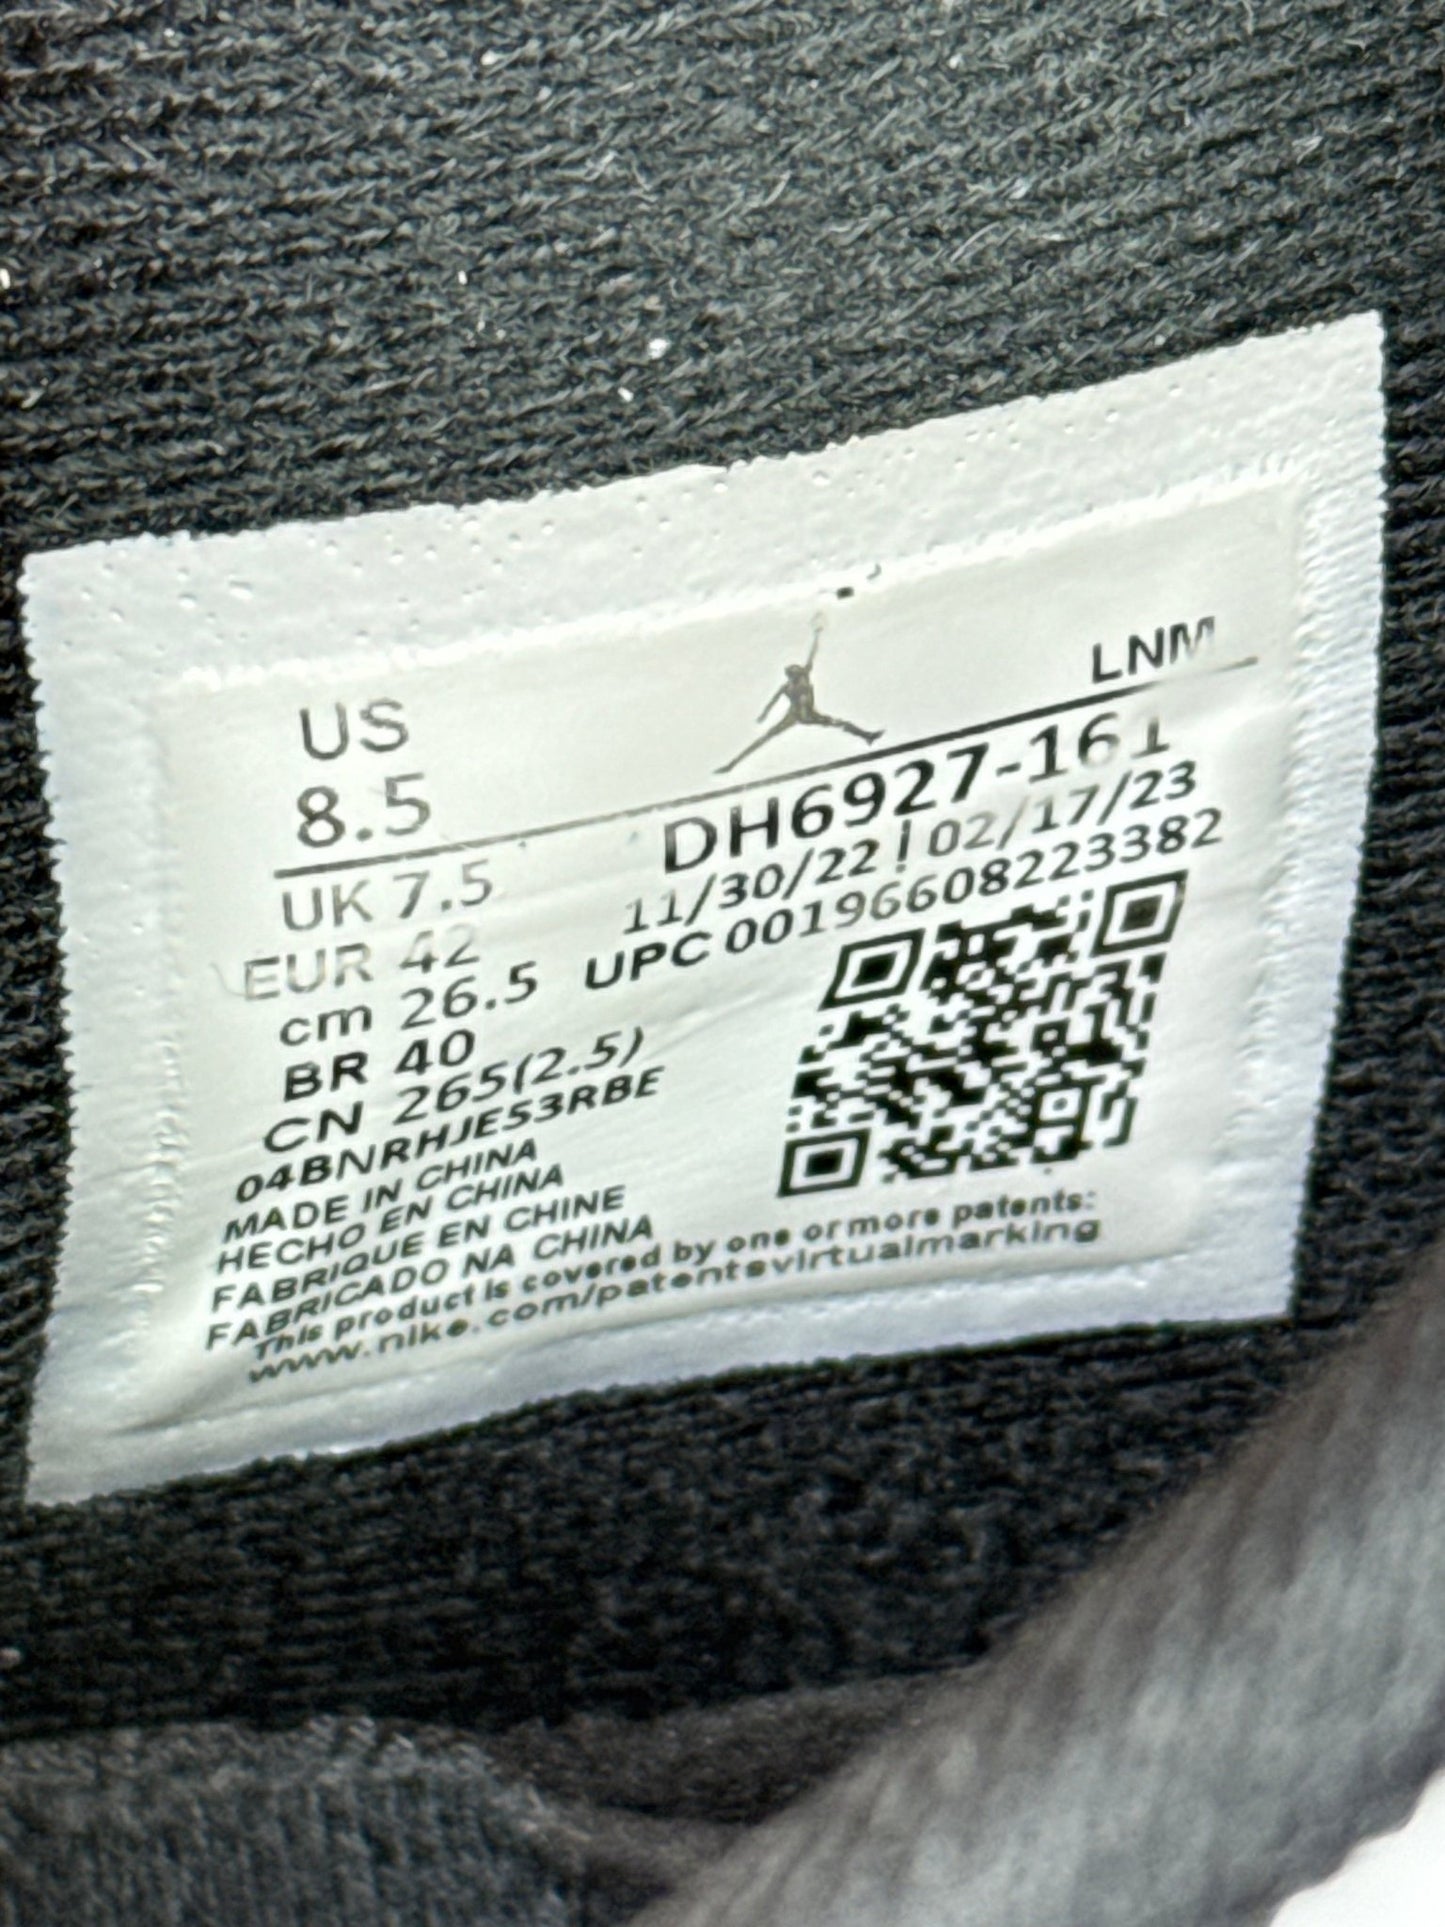 US
8.5
LNM
UK 7.5
DH6927-161
EUR 42
11/30/22 | 02/17/23
cm 26.5
UPC 00196608223382
BR 40
CN 265(2.5)
04BNRHJE53RBE
MADE IN CHINA
HECHO EN CHINA
FABRIQUE EN CHINE
FABRICADO NA CHINA
This product is covered by one or more patents:
www.nike.com/patentsvirtualmarking